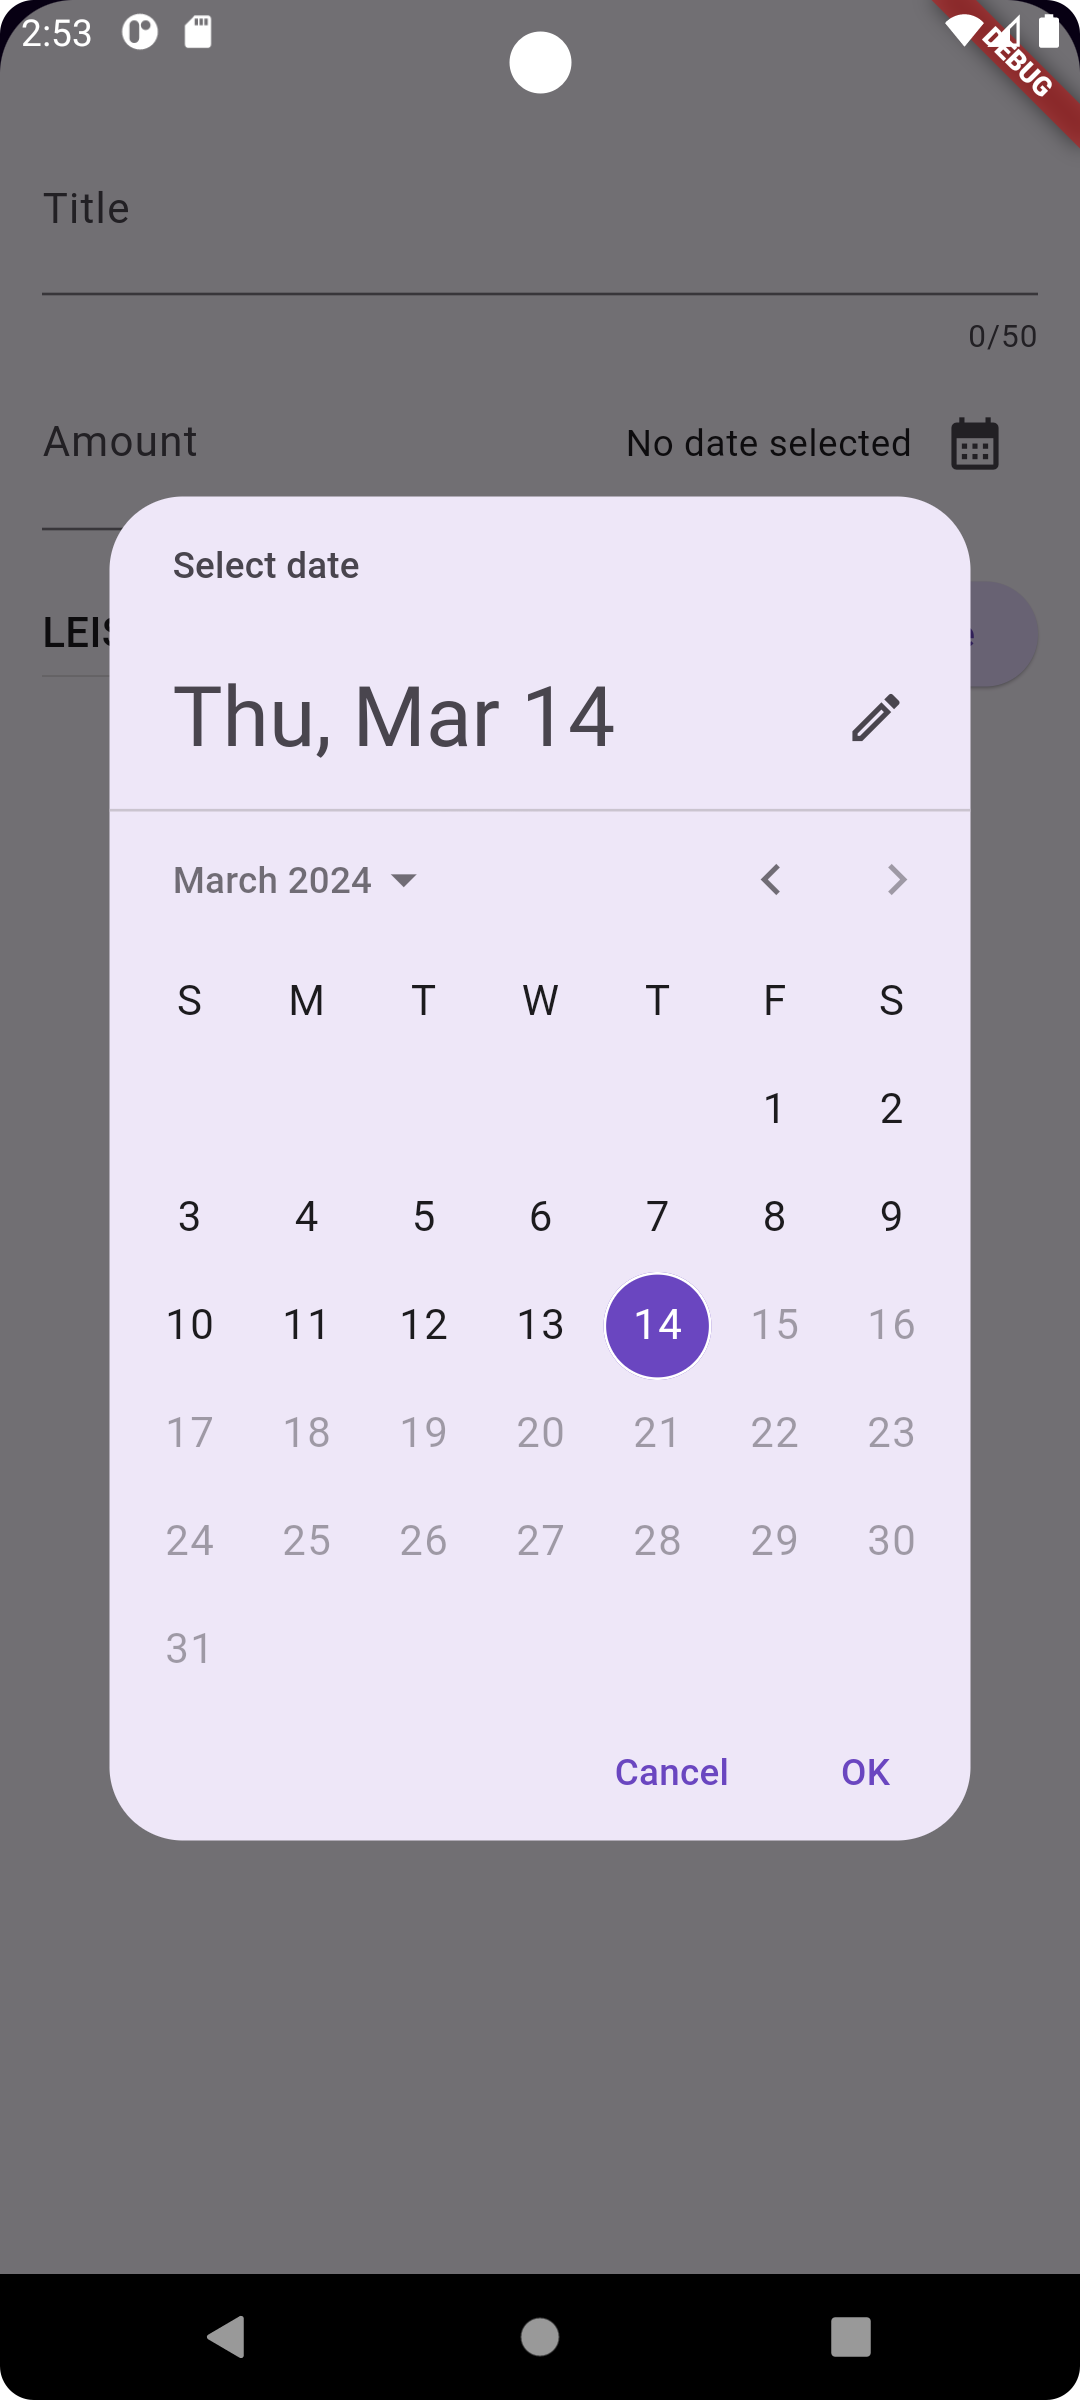 2:53
DEBUG
Title
0/50
Amount
No date selected
LEIS
Select date
Thu, Mar 14
March 2024
S M T W T F S
1 2
3 4 5 6 7 8 9
10 11 12 13 14 15 16
17 18 19 20 21 22 23
24 25 26 27 28 29 30
31
Cancel OK